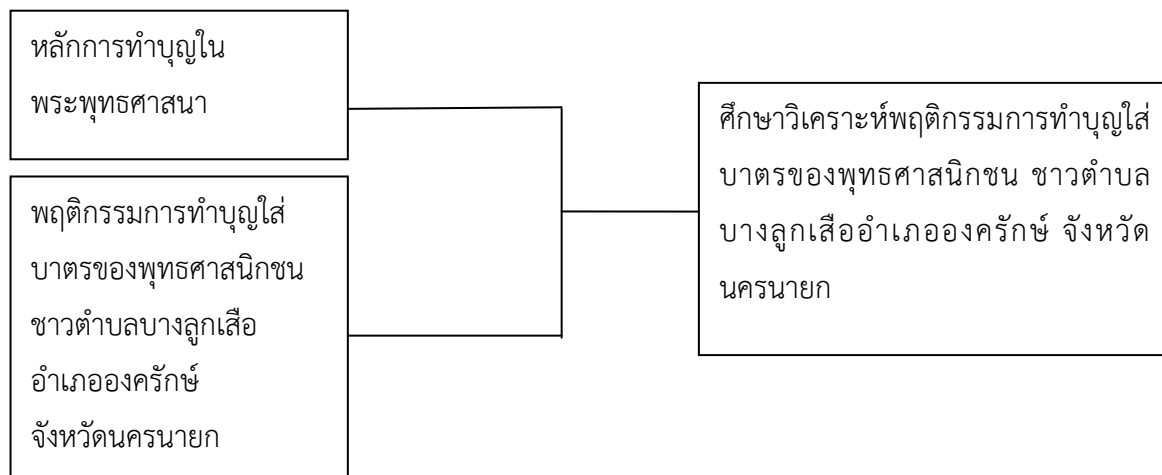 หลักการทำบุญใน
พระพุทธศาสนา
พฤติกรรมการทำบุญใส่
บาตรของพุทธศาสนิกชน
ชาวตำบลบางลูกเสือ
อำเภอองครักษ์
จังหวัดนครนายก
ศึกษาวิเคราะห์พฤติกรรมการทำบุญใส่
บาตรของพุทธศาสนิกชน ชาวตำบล
บางลูกเสืออำเภอองครักษ์ จังหวัด
นครนายก